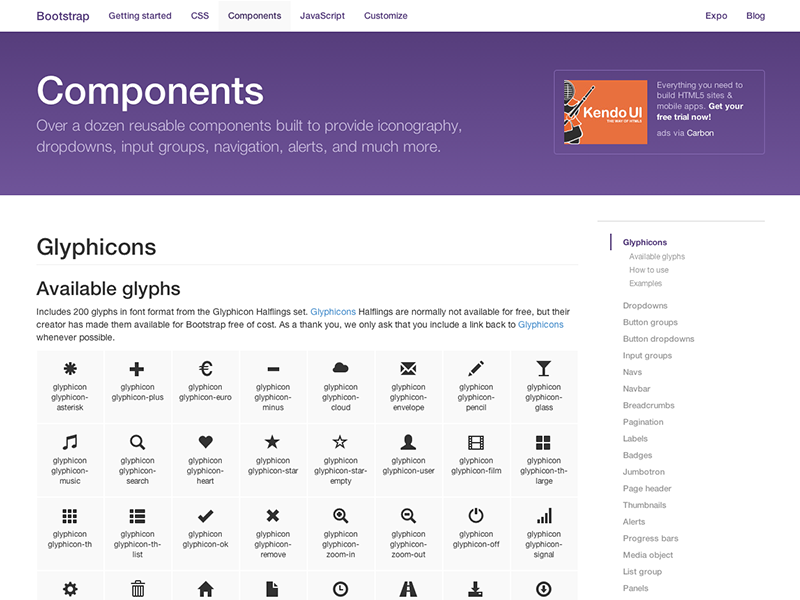 Bootstrap Getting started CSS Components JavaScript Customize Expo Blog
Components
Over a dozen reusable components built to provide iconography,
dropdowns, input groups, navigation, alerts, and much more.
Kendo UI
THE WAY OF HTML5
Everything you need to
build HTML5 sites &
mobile apps. Get your
free trial now!
ads via Carbon
Glyphicons
Available glyphs
Includes 200 glyphs in font format from the Glyphicon Halflings set. Glyphicons Halflings are normally not available for free, but their
creator has made them available for Bootstrap free of cost. As a thank you, we only ask that you include a link back to Glyphicons
whenever possible.
glyphicon
glyphicon-
asterisk
glyphicon
glyphicon-plus
glyphicon
glyphicon-euro
glyphicon
glyphicon-
minus
glyphicon
glyphicon-
cloud
glyphicon
glyphicon-
envelope
glyphicon
glyphicon-
pencil
glyphicon
glyphicon-
glass
glyphicon
glyphicon-
music
glyphicon
glyphicon-
search
glyphicon
glyphicon-
heart
glyphicon
glyphicon-star
glyphicon
glyphicon-star-
empty
glyphicon
glyphicon-user
glyphicon
glyphicon-film
glyphicon
glyphicon-th-
large
glyphicon
glyphicon-th
glyphicon
glyphicon-th-
list
glyphicon
glyphicon-ok
glyphicon
glyphicon-
remove
glyphicon
glyphicon-
zoom-in
glyphicon
glyphicon-
zoom-out
glyphicon
glyphicon-off
glyphicon
glyphicon-
signal
Glyphicons
Available glyphs
How to use
Examples
Dropdowns
Button groups
Button dropdowns
Input groups
Navs
Navbar
Breadcrumbs
Pagination
Labels
Badges
Jumbotron
Page header
Thumbnails
Alerts
Progress bars
Media object
List group
Panels